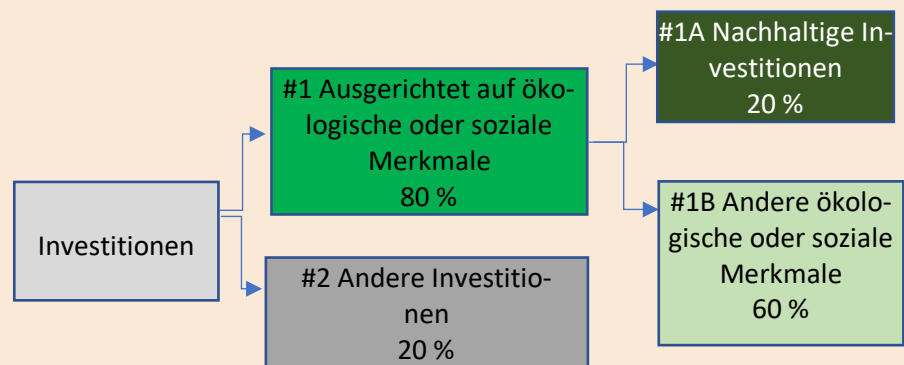 Investitionen
#1 Ausgerichtet auf öko-
logische oder soziale
Merkmale
80 %
#2 Andere Investitio-
nen
20 %
#1A Nachhaltige In-
vestitionen
20 %
#1B Andere ökolo-
gische oder soziale
Merkmale
60 %